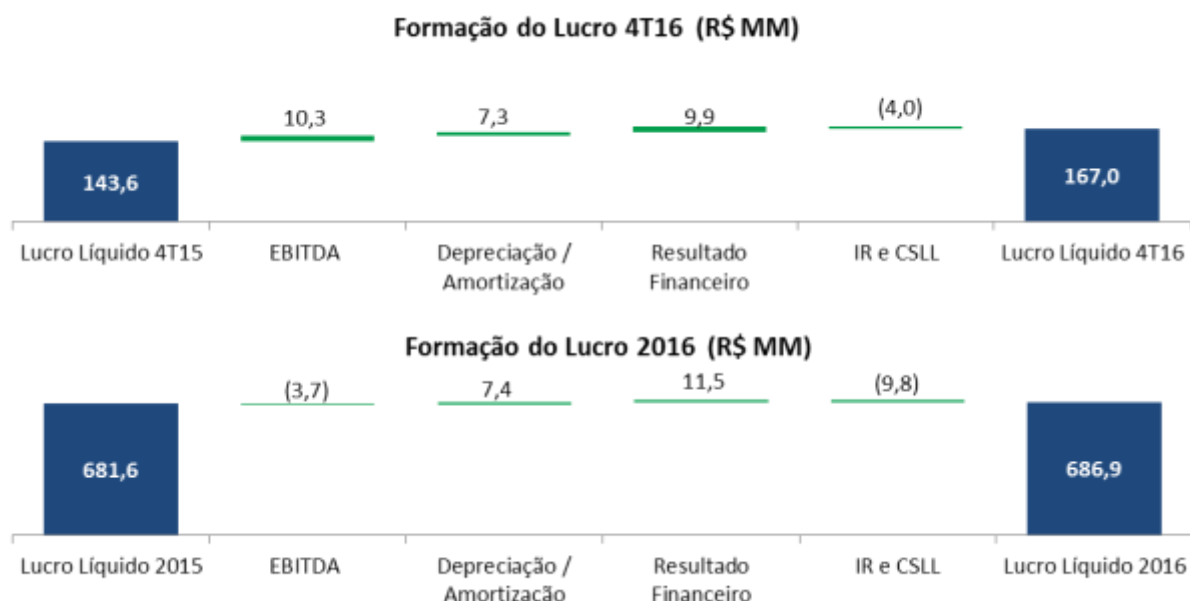 Formação do Lucro 4T16 (R$ MM)
10,3
7,3
9,9
(4,0)
143,6
167,0
Lucro Líquido 4T15
EBITDA
Depreciação /
Amortização
Resultado
Financeiro
IR e CSLL
Lucro Líquido 4T16
Formação do Lucro 2016 (R$ MM)
(3,7)
7,4
11,5
(9,8)
681,6
686,9
Lucro Líquido 2015
EBITDA
Depreciação /
Amortização
Resultado
Financeiro
IR e CSLL
Lucro Líquido 2016